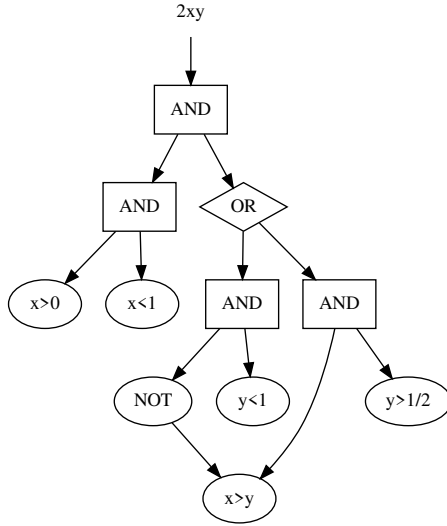 2xy
AND
AND
OR
x>0
x<1
AND
AND
NOT
y<1
y>1/2
x>y